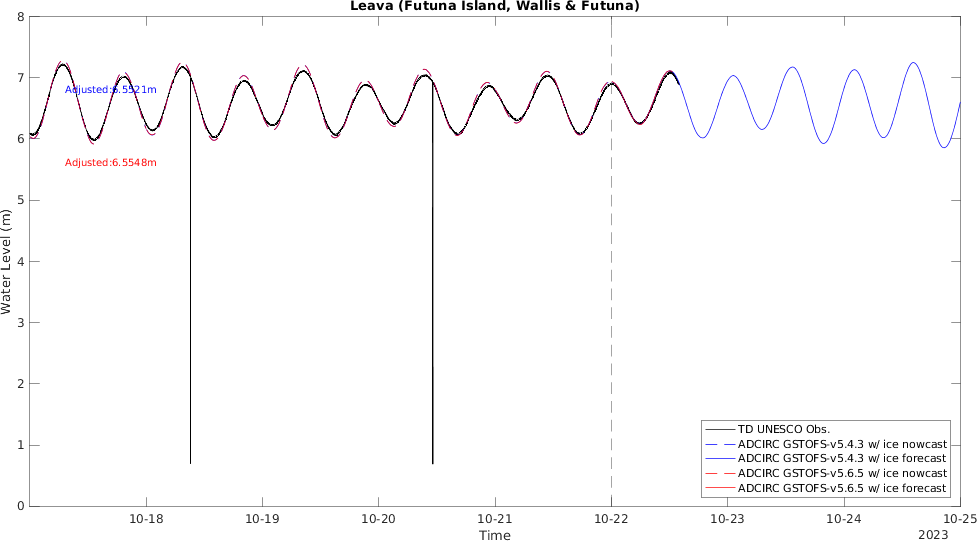 Leava (Futuna Island, Wallis & Futuna)
8
7
6
5
4
3
2
1
0
Water Level (m)
Adjusted:6.5521m
Adjusted:6.5548m
TD UNESCO Obs.
ADCIRC GSTOFS-v5.4.3 w/ ice nowcast
ADCIRC GSTOFS-v5.4.3 w/ ice forecast
ADCIRC GSTOFS-v5.6.5 w/ ice nowcast
ADCIRC GSTOFS-v5.6.5 w/ ice forecast
10-18 10-19 10-20 10-21 10-22 10-23 10-24 10-25
Time
2023